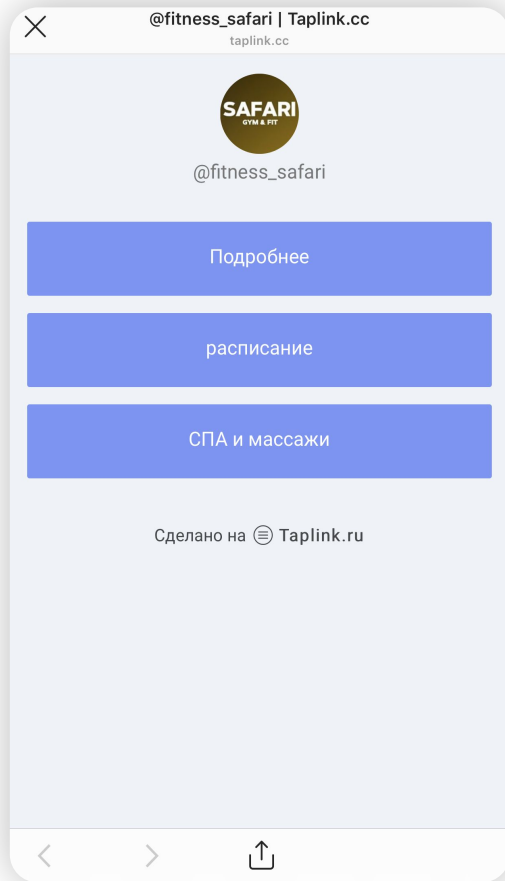 @fitness_safari | Taplink.cc
taplink.cc
SAFARI
GYM & FIT
@fitness_safari
Подробнее
расписание
СПА и массажи
Сделано на Taplink.ru